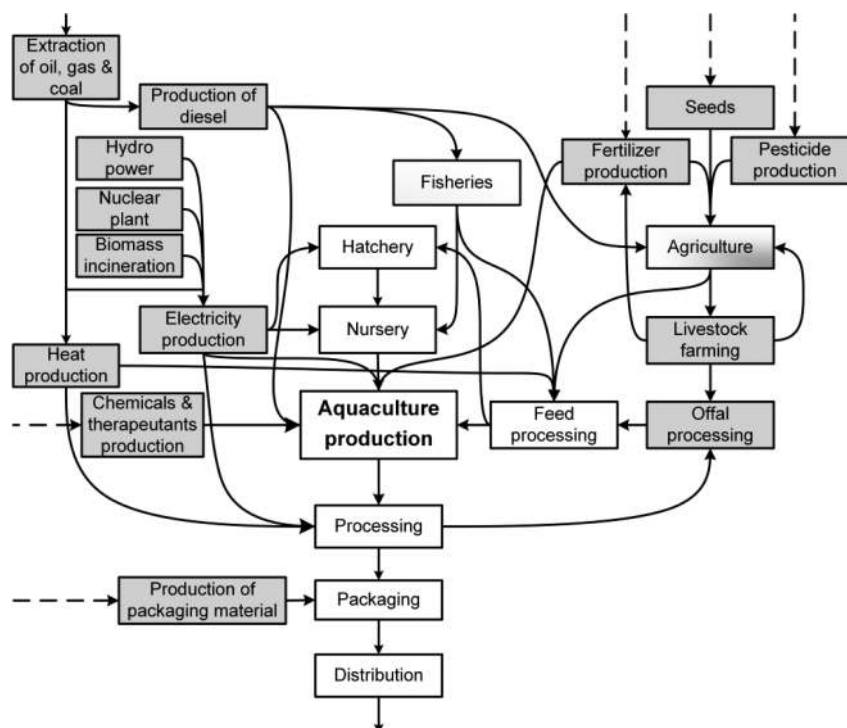 Extraction
of oil, gas &
coal
Production of
diesel
Seeds
Hydro
power
Fertilizer
production
Pesticide
production
Fisheries
Nuclear
plant
Hatchery
Agriculture
Biomass
incineration
Electricity
production
Nursery
Livestock
farming
Heat
production
Chemicals &
therapeutants
production
Aquaculture
production
Feed
processing
Offal
processing
Processing
Production of
packaging material
Packaging
Distribution